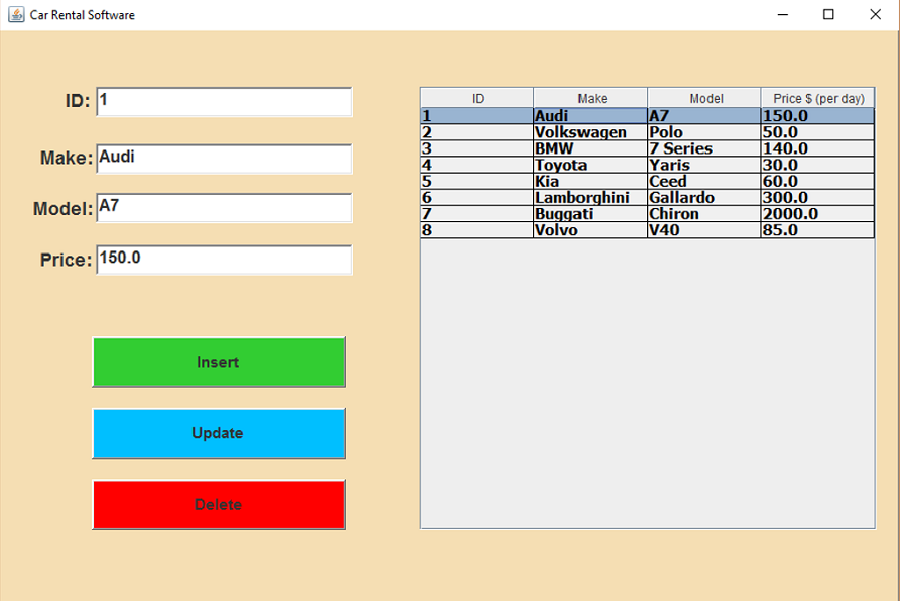 Car Rental Software
ID: 1
Make: Audi
Model: A7
Price: 150.0
Insert
Update
Delete
ID Make Model Price $ (per day)
1 Audi A7 150.0
2 Volkswagen Polo 50.0
3 BMW 7 Series 140.0
4 Toyota Yaris 30.0
5 Kia Ceed 60.0
6 Lamborghini Gallardo 300.0
7 Buggati Chiron 2000.0
8 Volvo V40 85.0